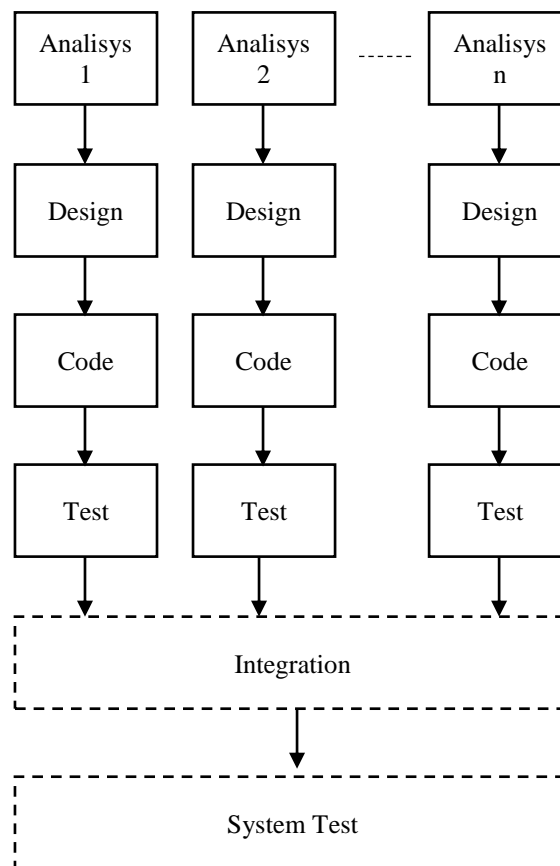 Analisys
1
Analisys
2
Analisys
n
Design
Design
Design
Code
Code
Code
Test
Test
Test
Integration
System Test